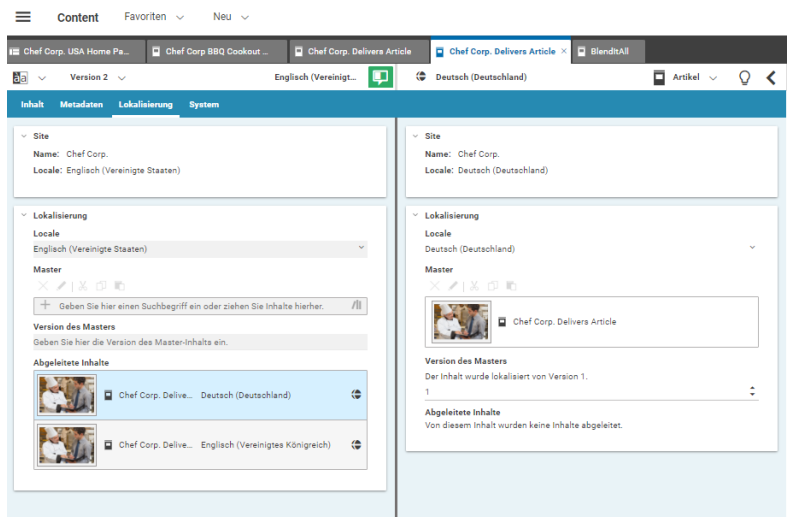 Content Favoriten Neu
Chef Corp. USA Home Pa... Chef Corp BBQ Cookout ... Chef Corp. Delivers Article Chef Corp. Delivers Article × BlenditAll
aa Version 2 Englisch (Vereinigt... Deutsch (Deutschland) Artikel
Inhalt Metadaten Lokalisierung System
Site
Name: Chef Corp.
Locale: Englisch (Vereinigte Staaten)
Lokalisierung
Locale
Englisch (Vereinigte Staaten)
Master
Geben Sie hier einen Suchbegriff ein oder ziehen Sie Inhalte hierher.
Version des Masters
Geben Sie hier die Version des Master-Inhalts ein.
Abgeleitete Inhalte
Chef Corp. Delive... Deutsch (Deutschland)
Chef Corp. Delive... Englisch (Vereinigtes Königreich)
Site
Name: Chef Corp.
Locale: Deutsch (Deutschland)
Lokalisierung
Locale
Deutsch (Deutschland)
Master
Chef Corp. Delivers Article
Version des Masters
Der Inhalt wurde lokalisiert von Version 1.
1
Abgeleitete Inhalte
Von diesem Inhalt wurden keine Inhalte abgeleitet.